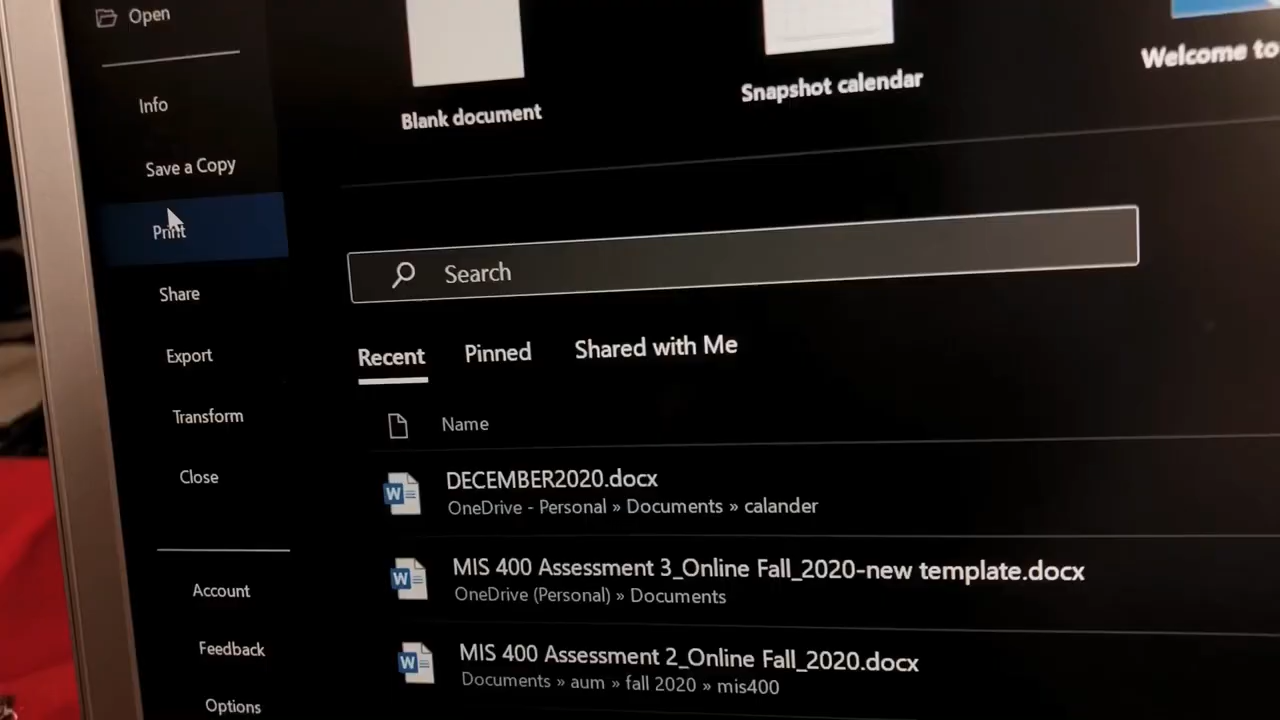 Open
Info
Save a Copy
Print
Share
Export
Transform
Close
Account
Feedback
Options
Blank document
Snapshot calendar
Welcome to
Search
Recent Pinned Shared with Me
Name
DECEMBER2020.docx
OneDrive - Personal » Documents » calander
MIS 400 Assessment 3_Online Fall_2020-new template.docx
OneDrive (Personal) » Documents
MIS 400 Assessment 2_Online Fall_2020.docx
Documents » aum » fall 2020 » mis400